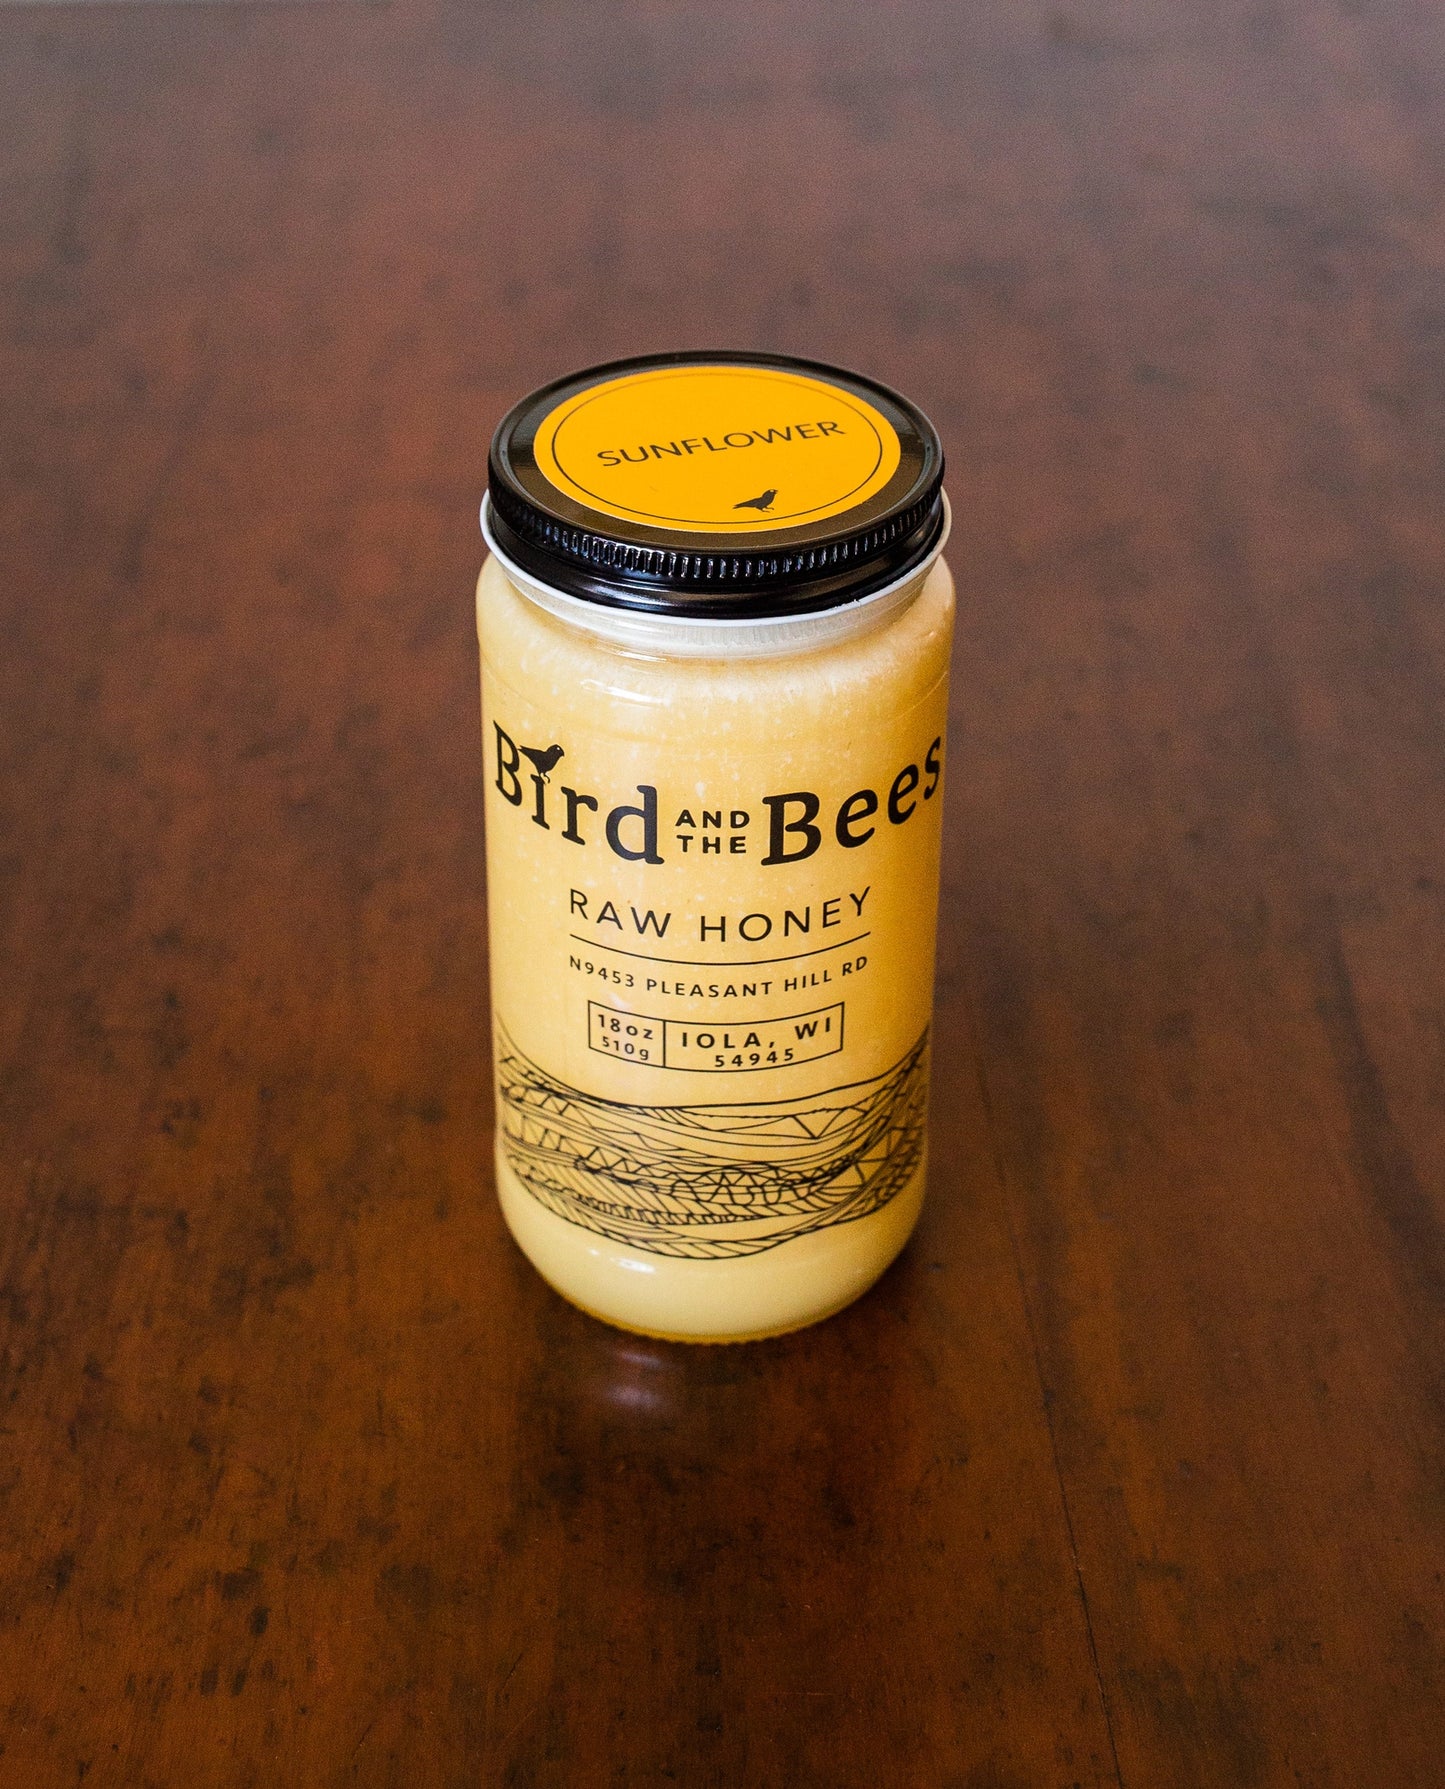 SUNFLOWER
Bird AND THE Bees
RAW HONEY
N9453 PLEASANT HILL RD
18oz
510g
IOLA, WI
54945